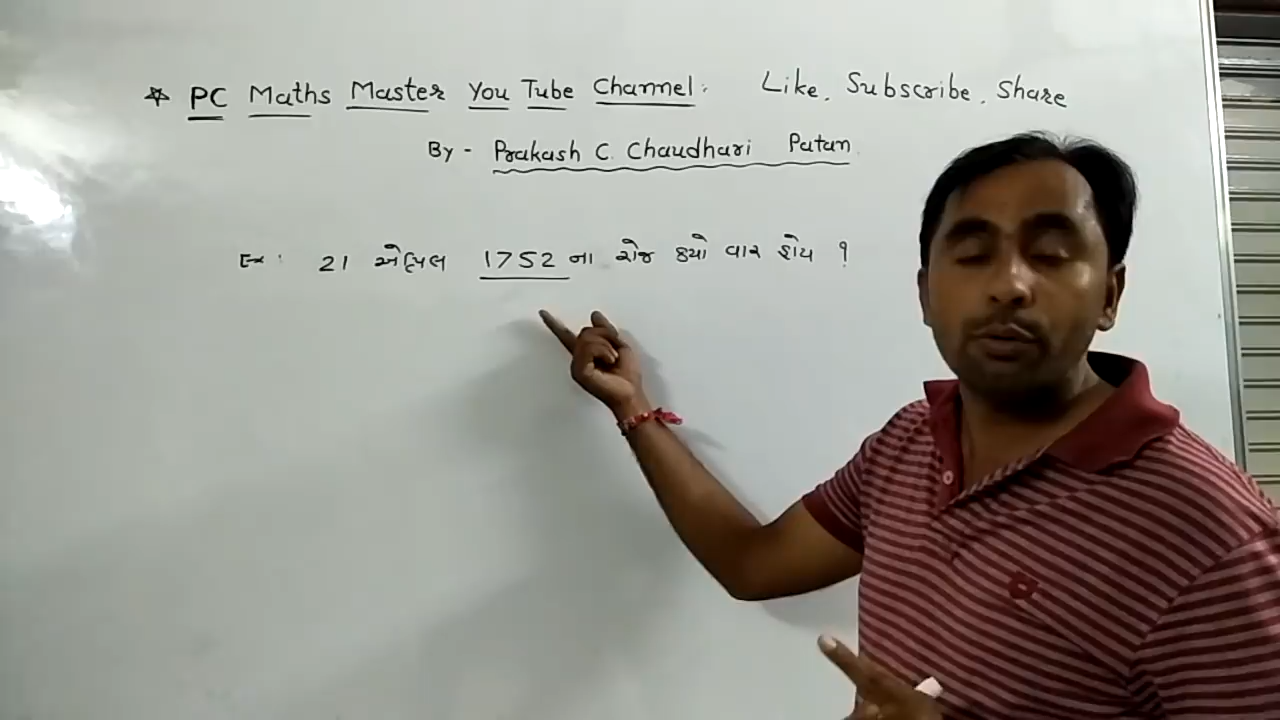 ☆ PC Maths Master You Tube Channel: Like, Subscribe, Share
By - Prakash C. Chaudhari Patan
Ex: 21 એપ્રિલ 1752 ના રોજ કયો વાર હોય ?